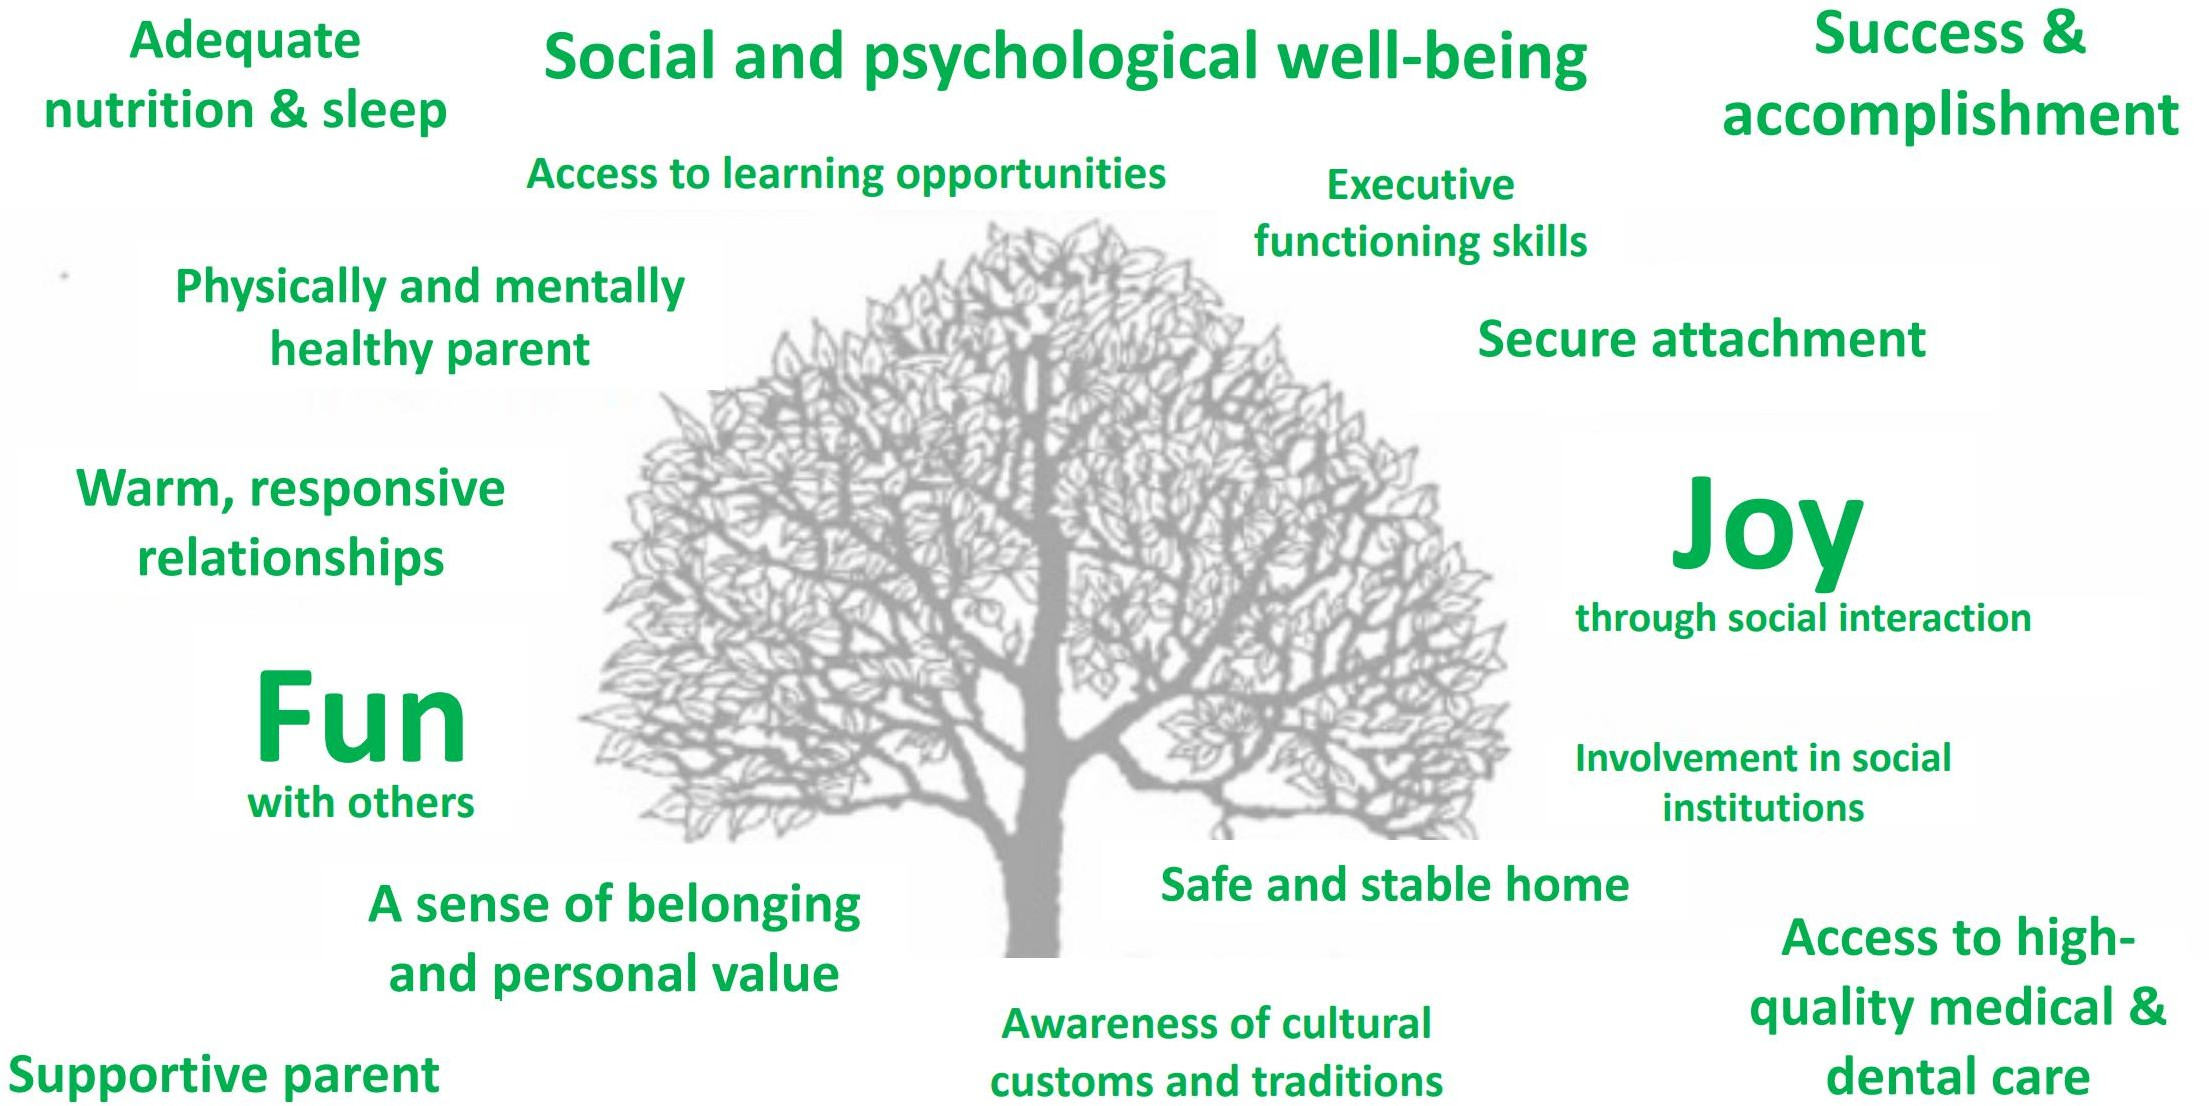 Adequate
nutrition & sleep
Social and psychological well-being
Success &
accomplishment
Access to learning opportunities
Executive
functioning skills
Physically and mentally
healthy parent
Secure attachment
Warm, responsive
relationships
Joy
through social interaction
Fun
with others
Involvement in social
institutions
A sense of belonging
and personal value
Safe and stable home
Access to high-
quality medical &
dental care
Awareness of cultural
customs and traditions
Supportive parent